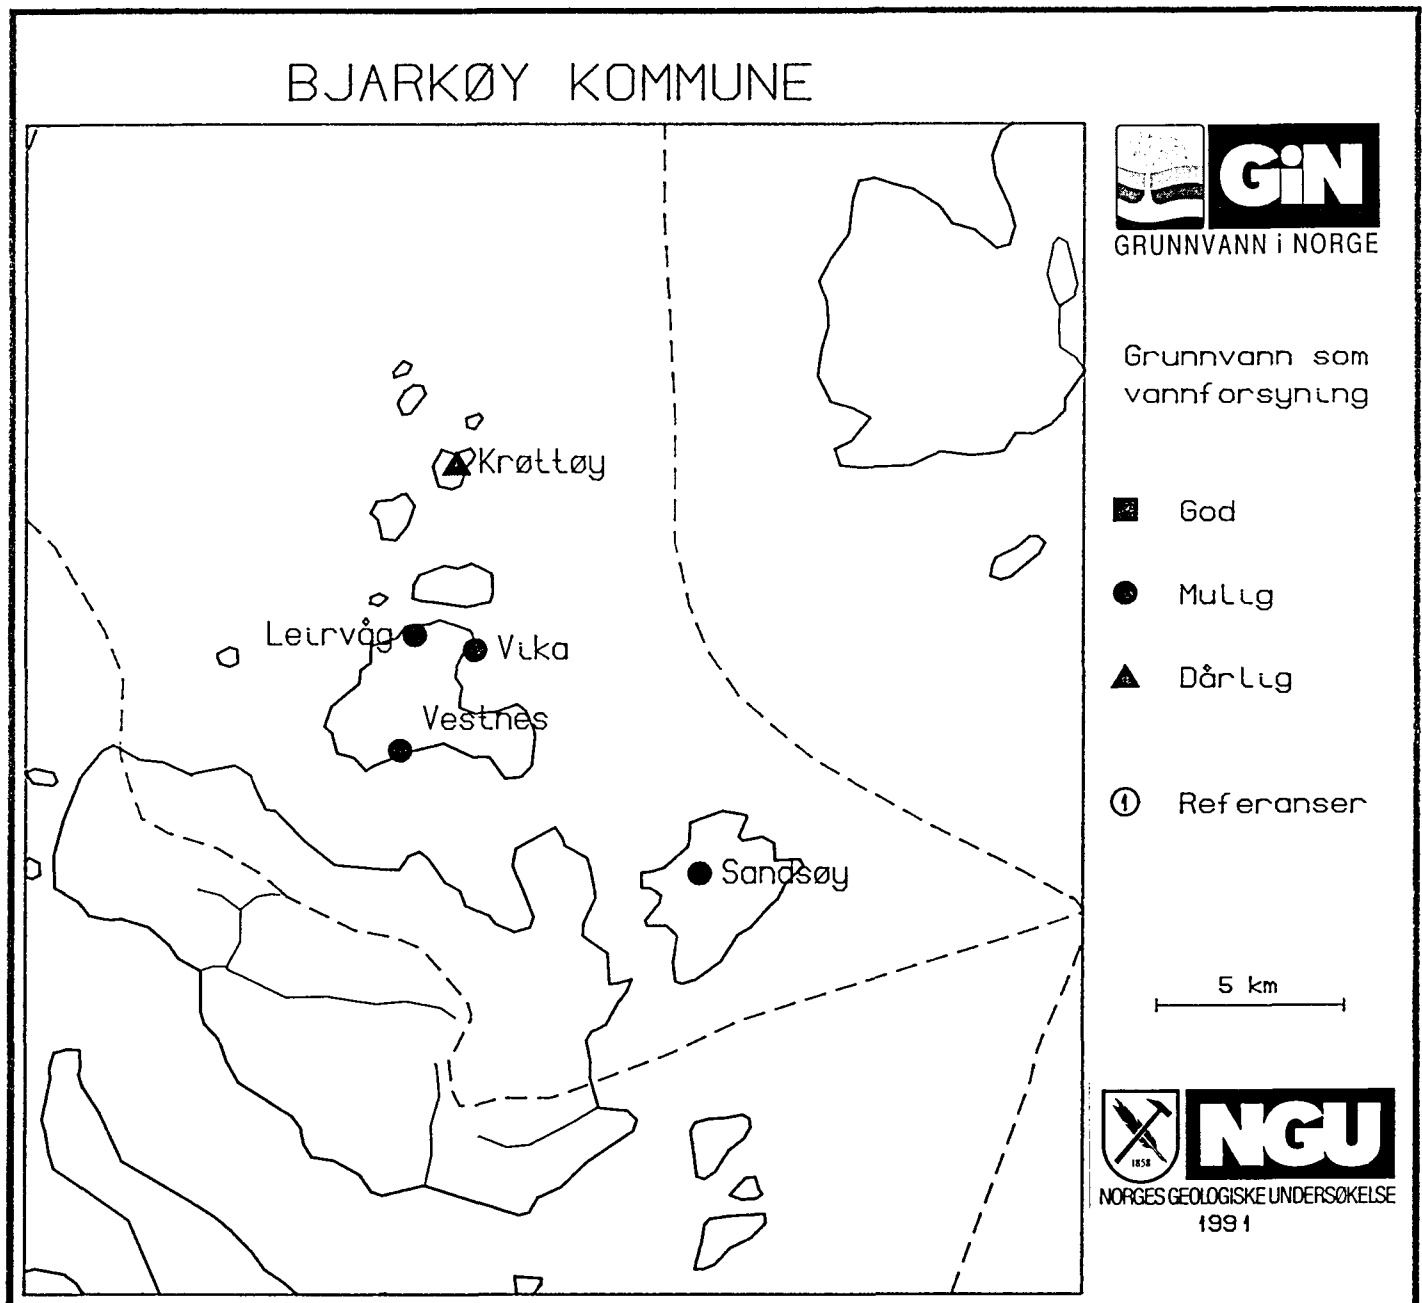 BJARKØY KOMMUNE
GiN
GRUNNVANN i NORGE
Grunnvann som
vannforsyning
Krøttøy
God
Mulig
Leirvåg
Vika
Dårlig
Vestnes
1 Referanser
Sandsøy
5 km
1858
NGU
NORGES GEOLOGISKE UNDERSØKELSE
1991